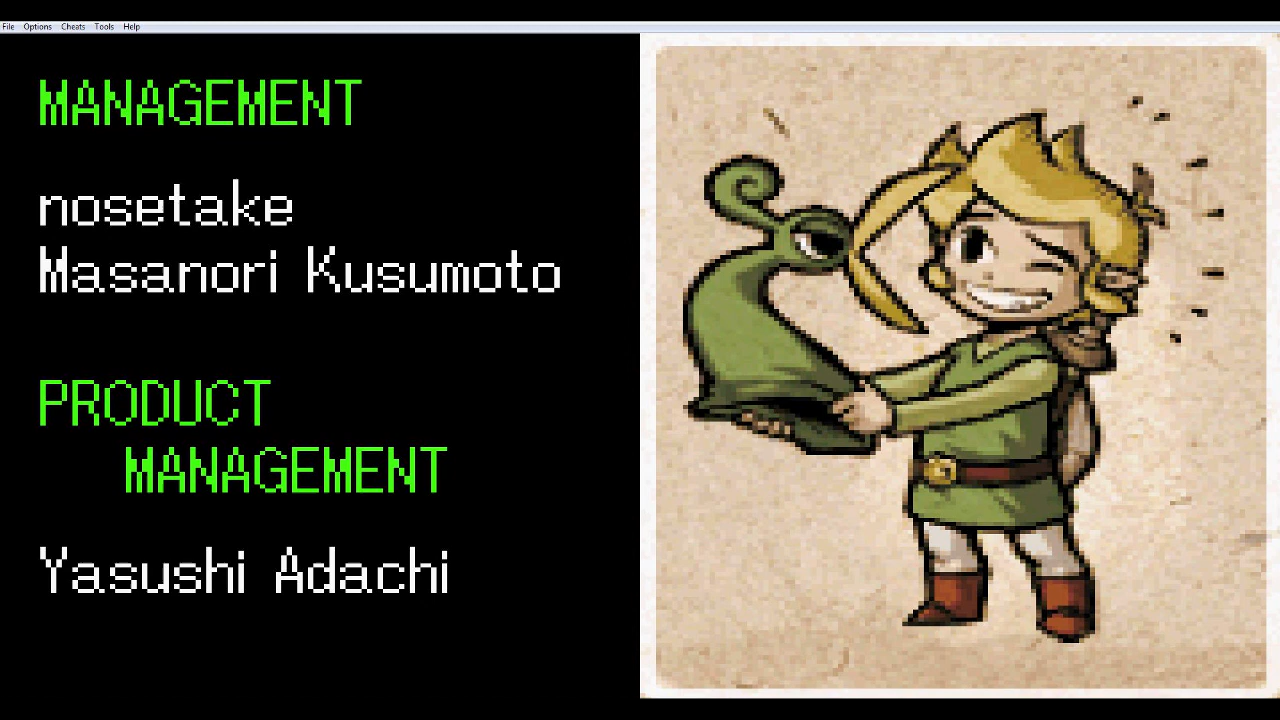 File Options Cheats Tools Help
MANAGEMENT
nosetake
Masanori Kusumoto
PRODUCT
MANAGEMENT
Yasushi Adachi